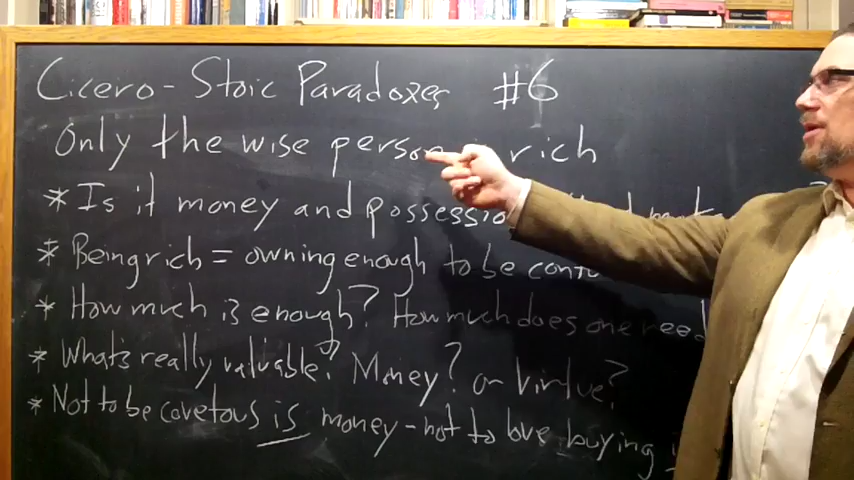 Cicero - Stoic Paradoxes #6
Only the wise person is rich
* Is it money and possessions
* Being rich = owning enough to be
* How much is enough? How much does one need
* What's really valuable? Money? or Virtue?
* Not to be covetous is money - not to love buying